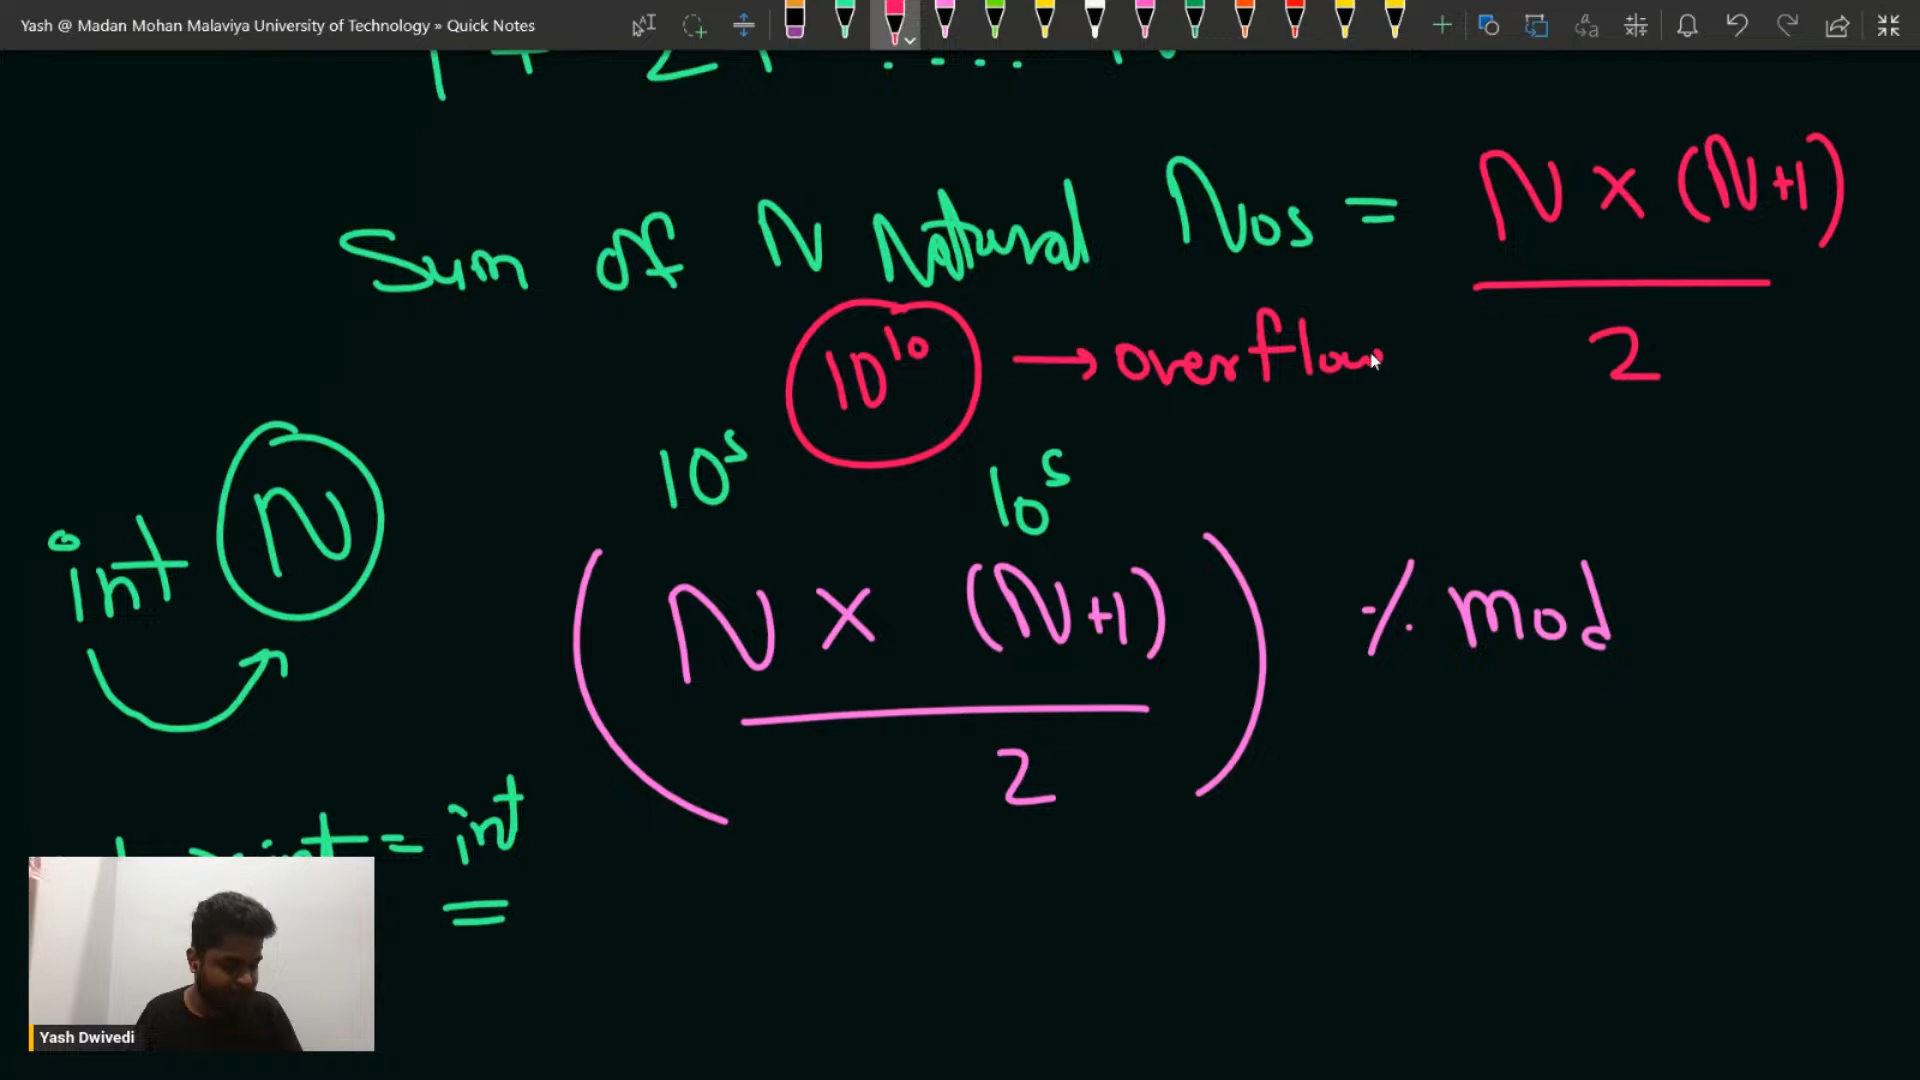 Yash @ Madan Mohan Malaviya University of Technology » Quick Notes
Sum of N Natural Nos = N × (N+1)
2
10^10 → overflow
10^5 10^5
int N
( N × (N+1) ) % mod
2
int = int
Yash Dwivedi